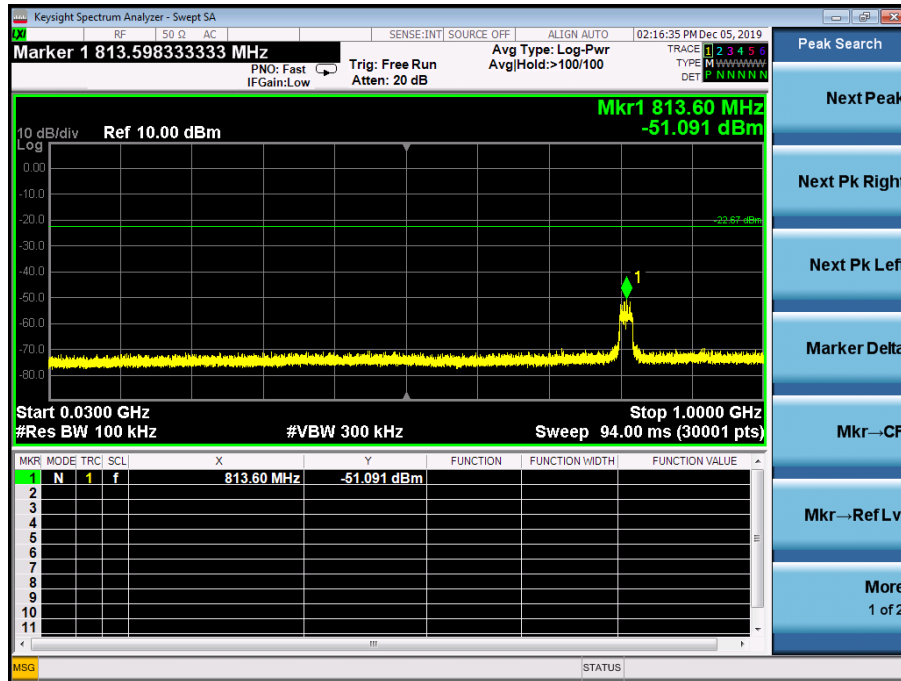 Keysight Spectrum Analyzer - Swept SA
LXI RF 50 Ω AC SENSE:INT SOURCE OFF ALIGN AUTO 02:16:35 PM Dec 05, 2019
Marker 1 813.598333333 MHz
PNO: Fast
IFGain:Low
Trig: Free Run
Atten: 20 dB
Avg Type: Log-Pwr
Avg|Hold:>100/100
TRACE 1 2 3 4 5 6
TYPE M WWWWW
DET P N N N N N
Mkr1 813.60 MHz
-51.091 dBm
10 dB/div Ref 10.00 dBm
Log
0.00
-10.0
-20.0
-22.67 dBm
-30.0
-40.0
1
-50.0
-60.0
-70.0
-80.0
Start 0.0300 GHz Stop 1.0000 GHz
#Res BW 100 kHz #VBW 300 kHz Sweep 94.00 ms (30001 pts)
MKR MODE TRC SCL X Y FUNCTION FUNCTION WIDTH FUNCTION VALUE
1 N 1 f 813.60 MHz -51.091 dBm
2
3
4
5
6
7
8
9
10
11
MSG STATUS
Peak Search
Next Peak
Next Pk Right
Next Pk Left
Marker Delta
Mkr→CF
Mkr→Ref Lv
More
1 of 2